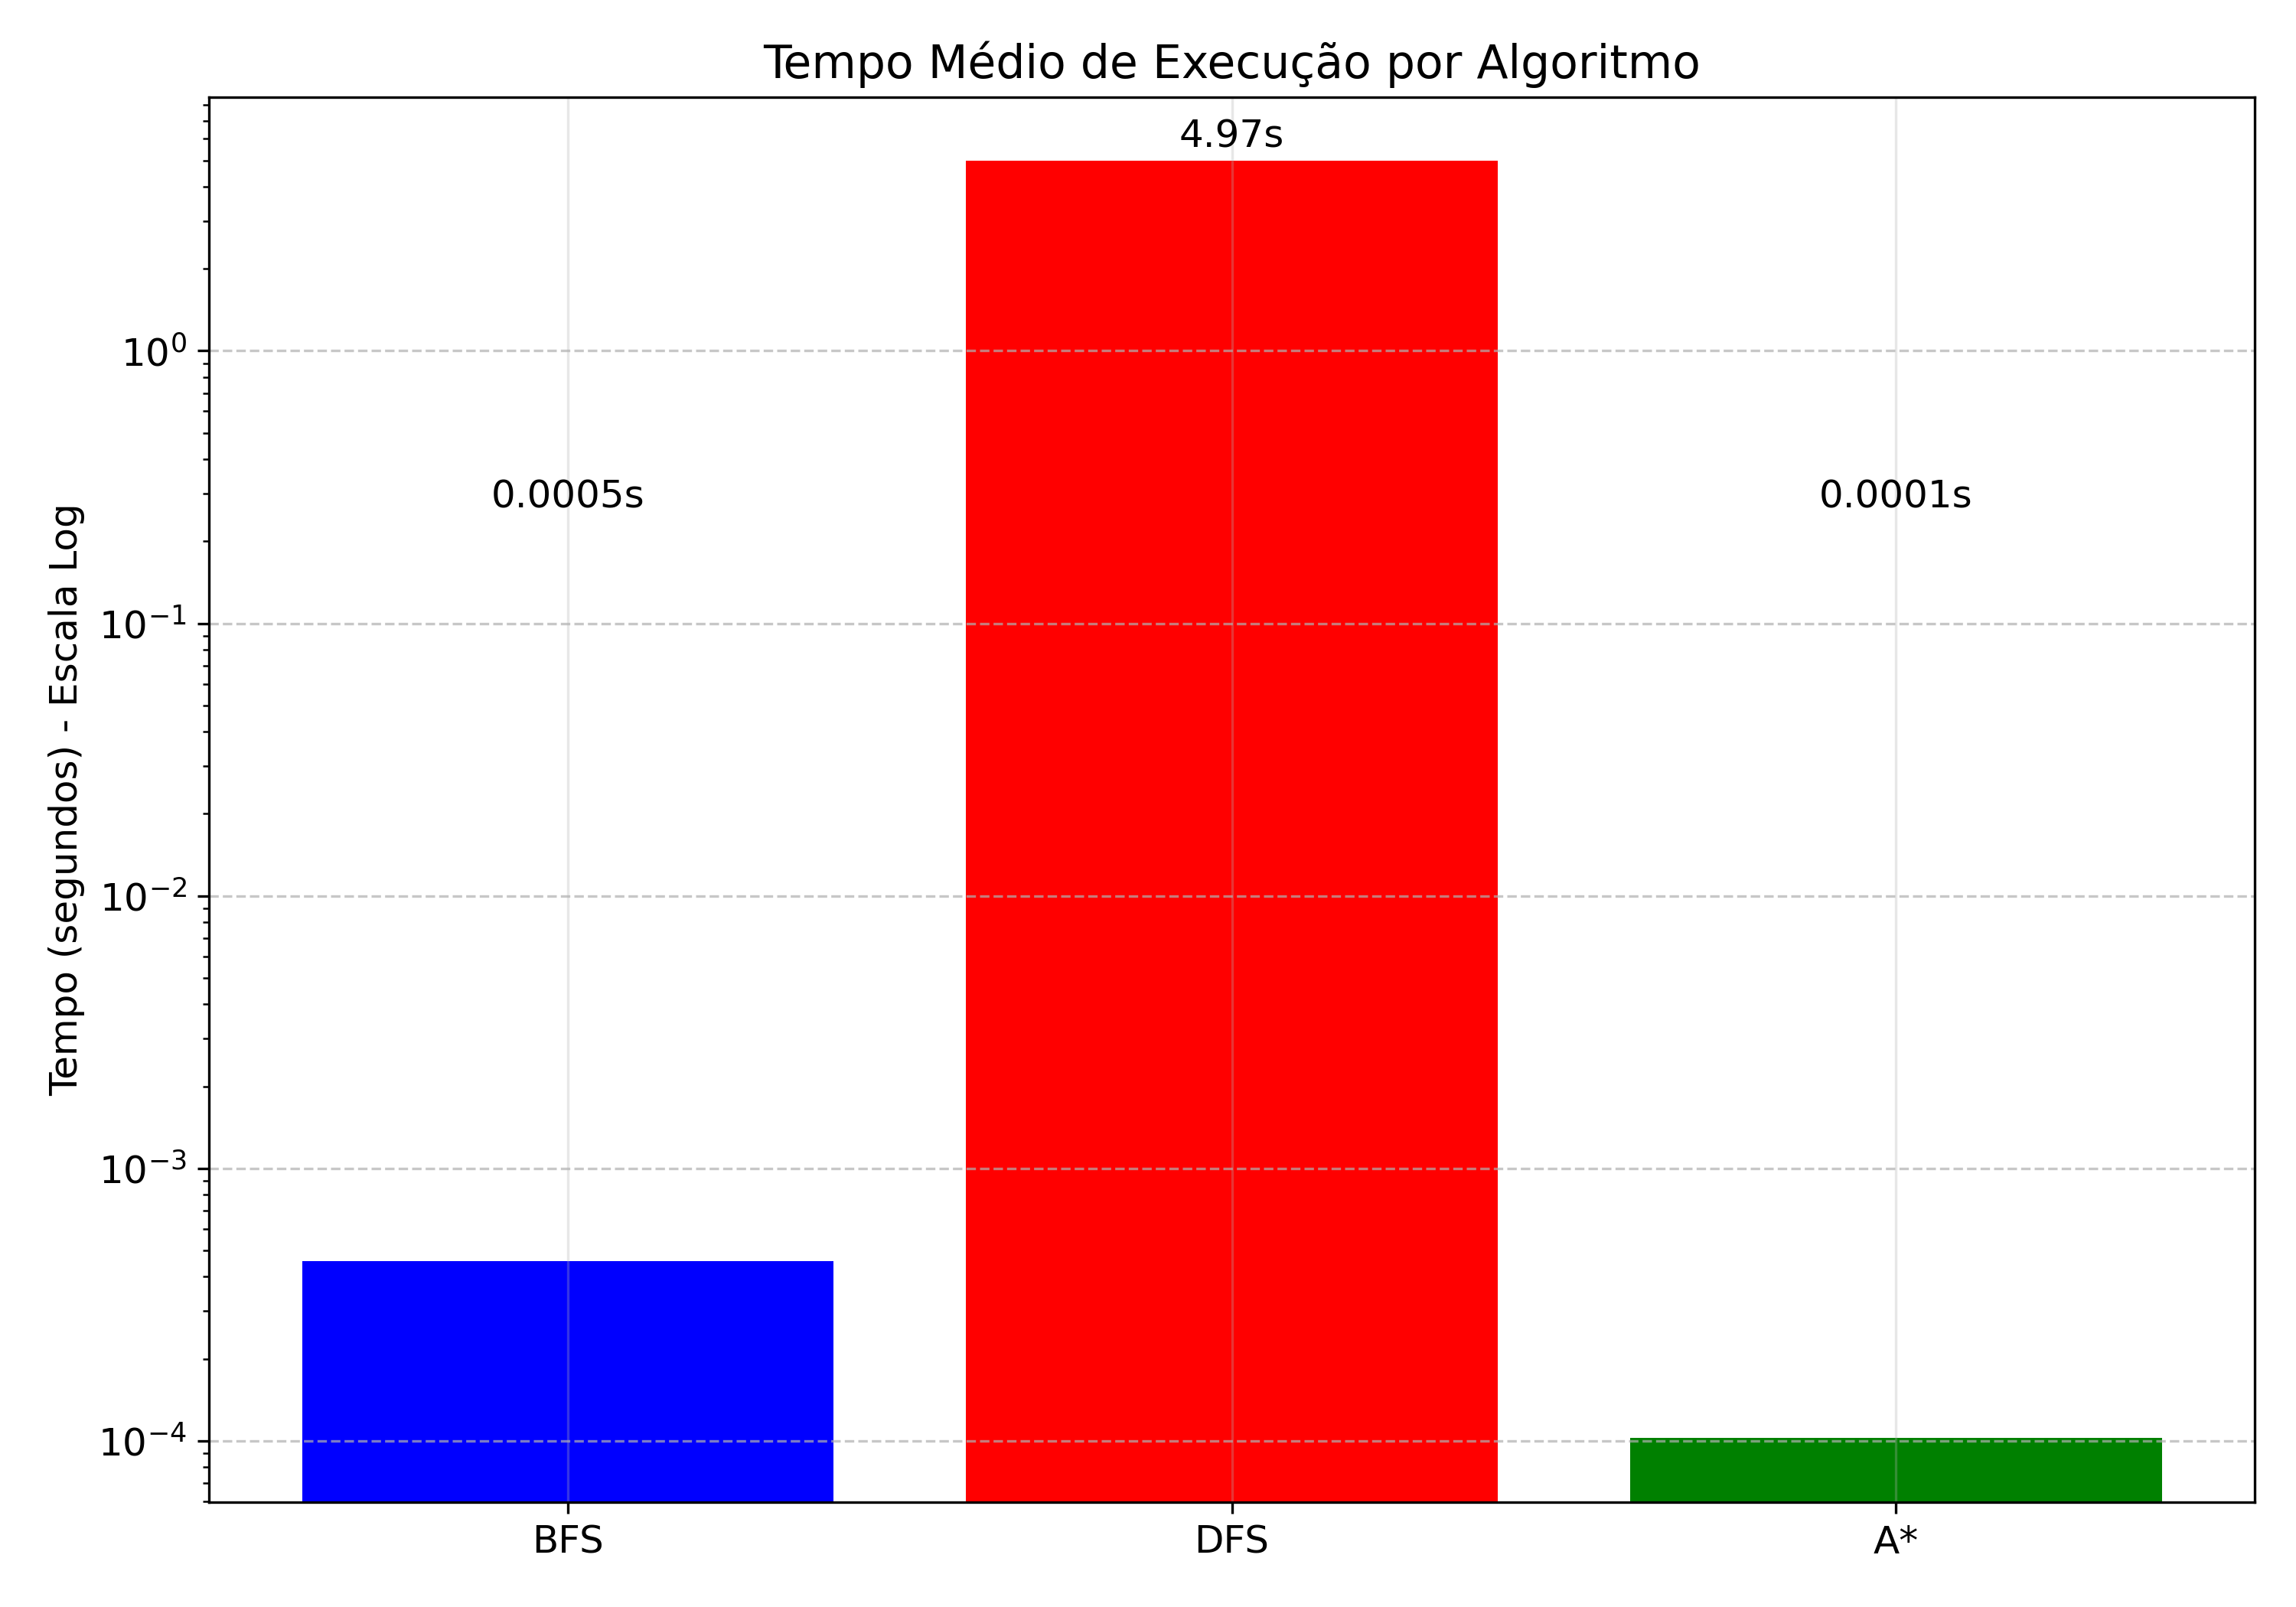 Tempo Médio de Execução por Algoritmo
4.97s
10⁰
0.0005s
0.0001s
Tempo (segundos) - Escala Log
10⁻¹
10⁻²
10⁻³
10⁻⁴
BFS
DFS
A*